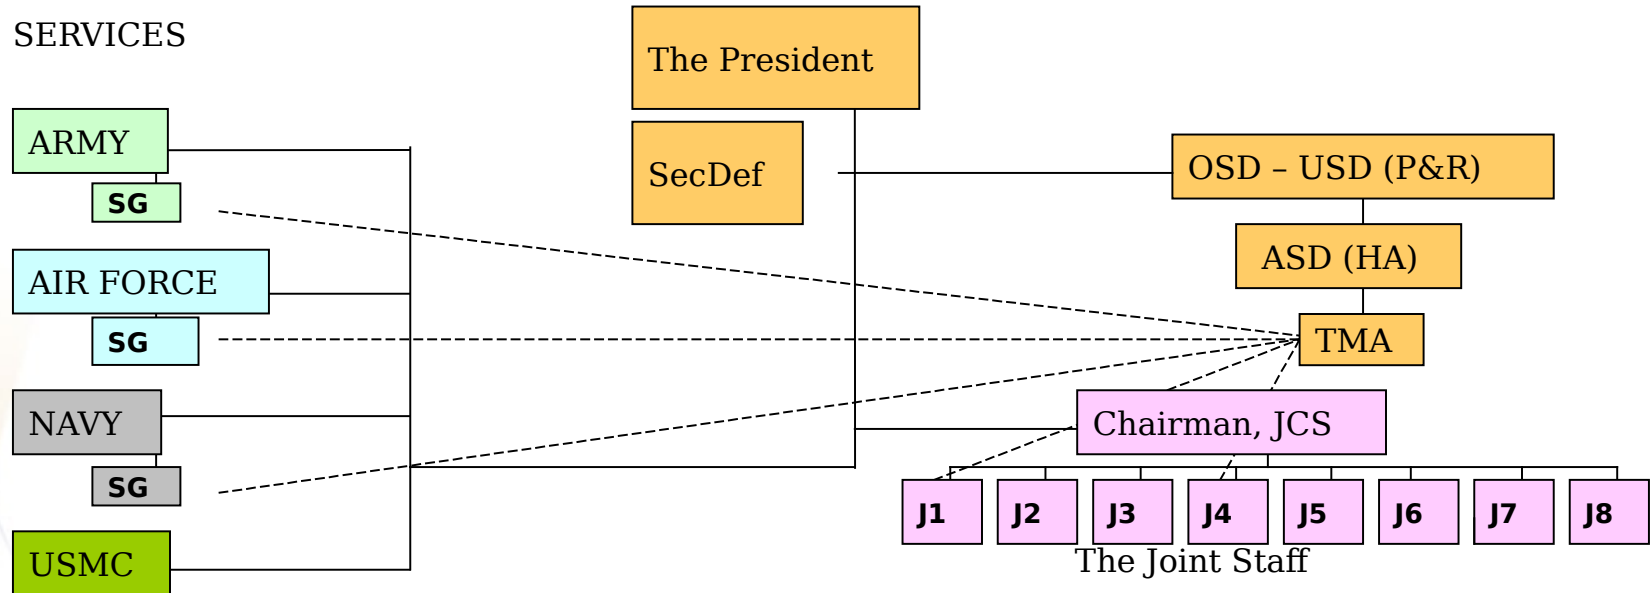 SERVICES
The President
ARMY
SecDef
OSD – USD (P&R)
SG
ASD (HA)
AIR FORCE
SG
TMA
NAVY
Chairman, JCS
SG
J1
J2
J3
J4
J5
J6
J7
J8
USMC
The Joint Staff